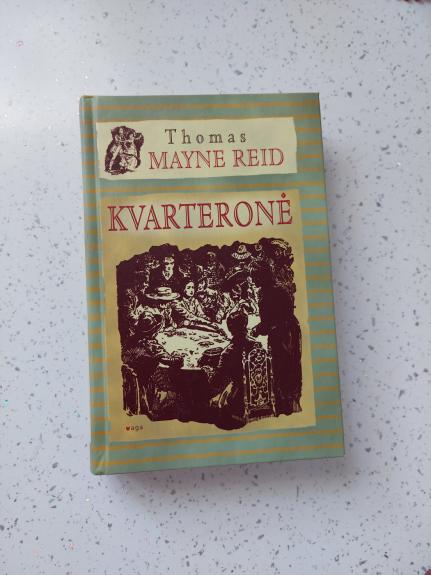 Thomas
MAYNE REID
KVARTERONĖ
vaga